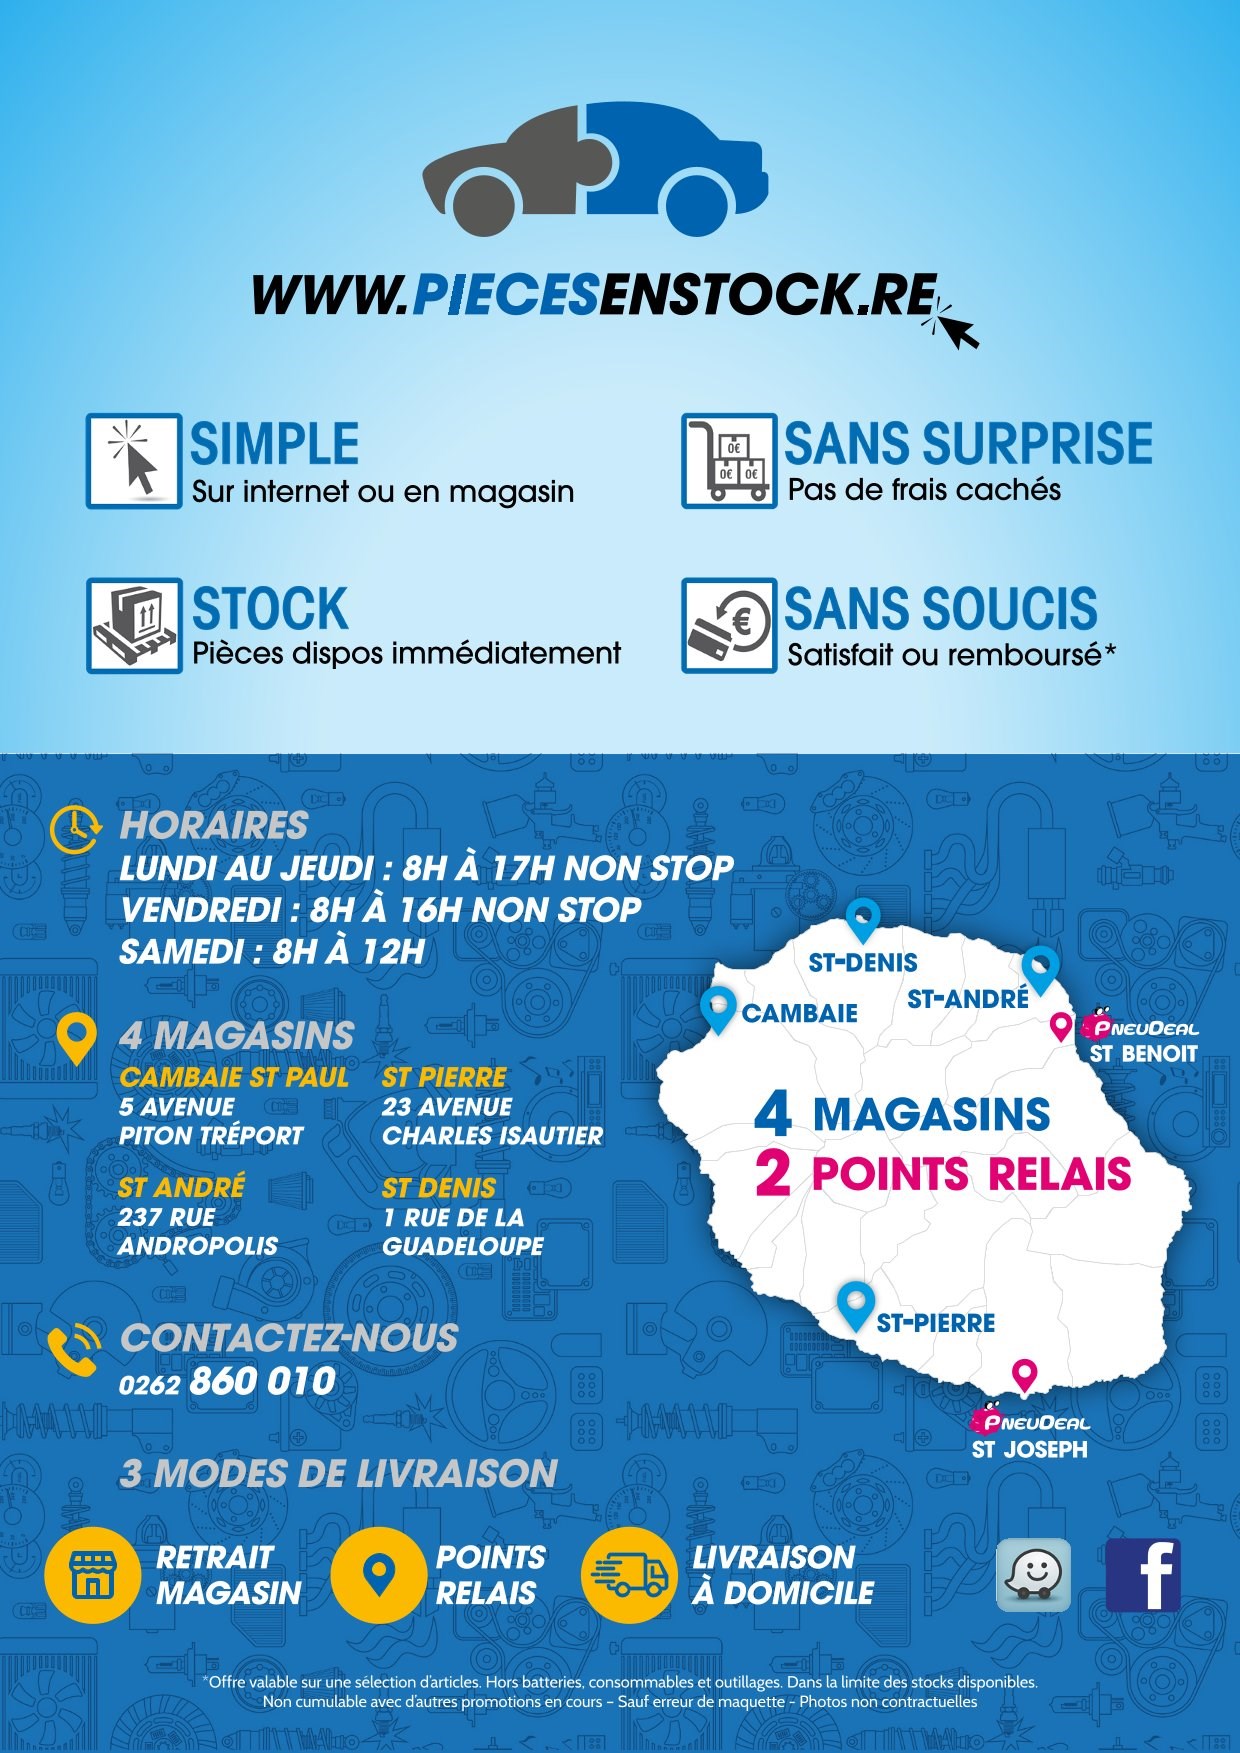 WWW.PIECESENSTOCK.RE
SIMPLE
Sur internet ou en magasin
0€
0€ 0€
SANS SURPRISE
Pas de frais cachés
STOCK
Pièces dispos immédiatement
€
SANS SOUCIS
Satisfait ou remboursé*
HORAIRES
LUNDI AU JEUDI : 8H À 17H NON STOP
VENDREDI : 8H À 16H NON STOP
SAMEDI : 8H À 12H
4 MAGASINS
CAMBAIE ST PAUL
5 AVENUE
PITON TRÉPORT
ST PIERRE
23 AVENUE
CHARLES ISAUTIER
ST ANDRÉ
237 RUE
ANDROPOLIS
ST DENIS
1 RUE DE LA
GUADELOUPE
ST-DENIS
ST-ANDRÉ
CAMBAIE
PNEUDEAL
ST BENOIT
4 MAGASINS
2 POINTS RELAIS
ST-PIERRE
PNEUDEAL
ST JOSEPH
CONTACTEZ-NOUS
0262 860 010
3 MODES DE LIVRAISON
RETRAIT
MAGASIN
POINTS
RELAIS
LIVRAISON
À DOMICILE
f
*Offre valable sur une sélection d'articles. Hors batteries, consommables et outillages. Dans la limite des stocks disponibles.
Non cumulable avec d'autres promotions en cours – Sauf erreur de maquette - Photos non contractuelles